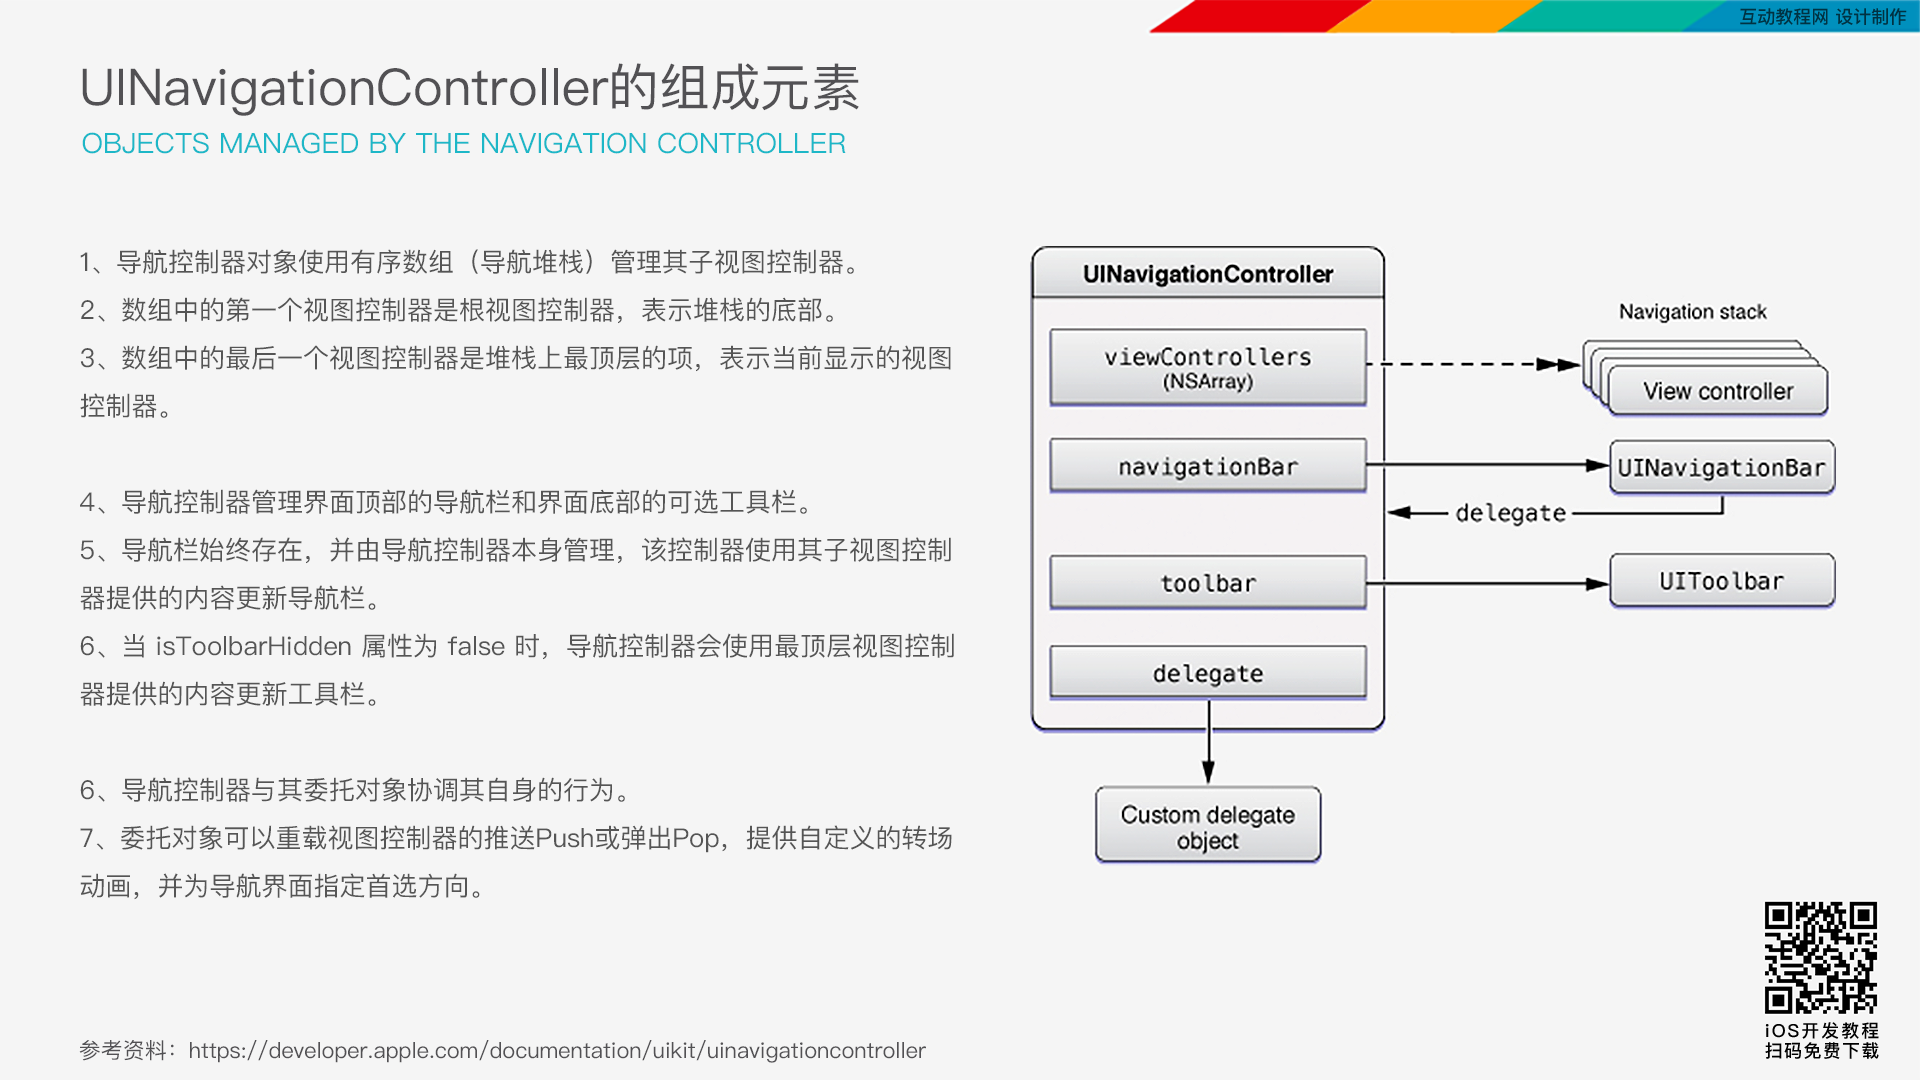 互动教程网 设计制作
UINavigationController的组成元素
OBJECTS MANAGED BY THE NAVIGATION CONTROLLER
1、导航控制器对象使用有序数组（导航堆栈）管理其子视图控制器。
2、数组中的第一个视图控制器是根视图控制器，表示堆栈的底部。
3、数组中的最后一个视图控制器是堆栈上最顶层的项，表示当前显示的视图
控制器。
4、导航控制器管理界面顶部的导航栏和界面底部的可选工具栏。
5、导航栏始终存在，并由导航控制器本身管理，该控制器使用其子视图控制
器提供的内容更新导航栏。
6、当 isToolbarHidden 属性为 false 时，导航控制器会使用最顶层视图控制
器提供的内容更新工具栏。
6、导航控制器与其委托对象协调其自身的行为。
7、委托对象可以重载视图控制器的推送Push或弹出Pop，提供自定义的转场
动画，并为导航界面指定首选方向。
UINavigationController
viewControllers
(NSArray)
navigationBar
toolbar
delegate
Navigation stack
View controller
UINavigationBar
delegate
UIToolbar
Custom delegate
object
iOS开发教程
扫码免费下载
参考资料：https://developer.apple.com/documentation/uikit/uinavigationcontroller